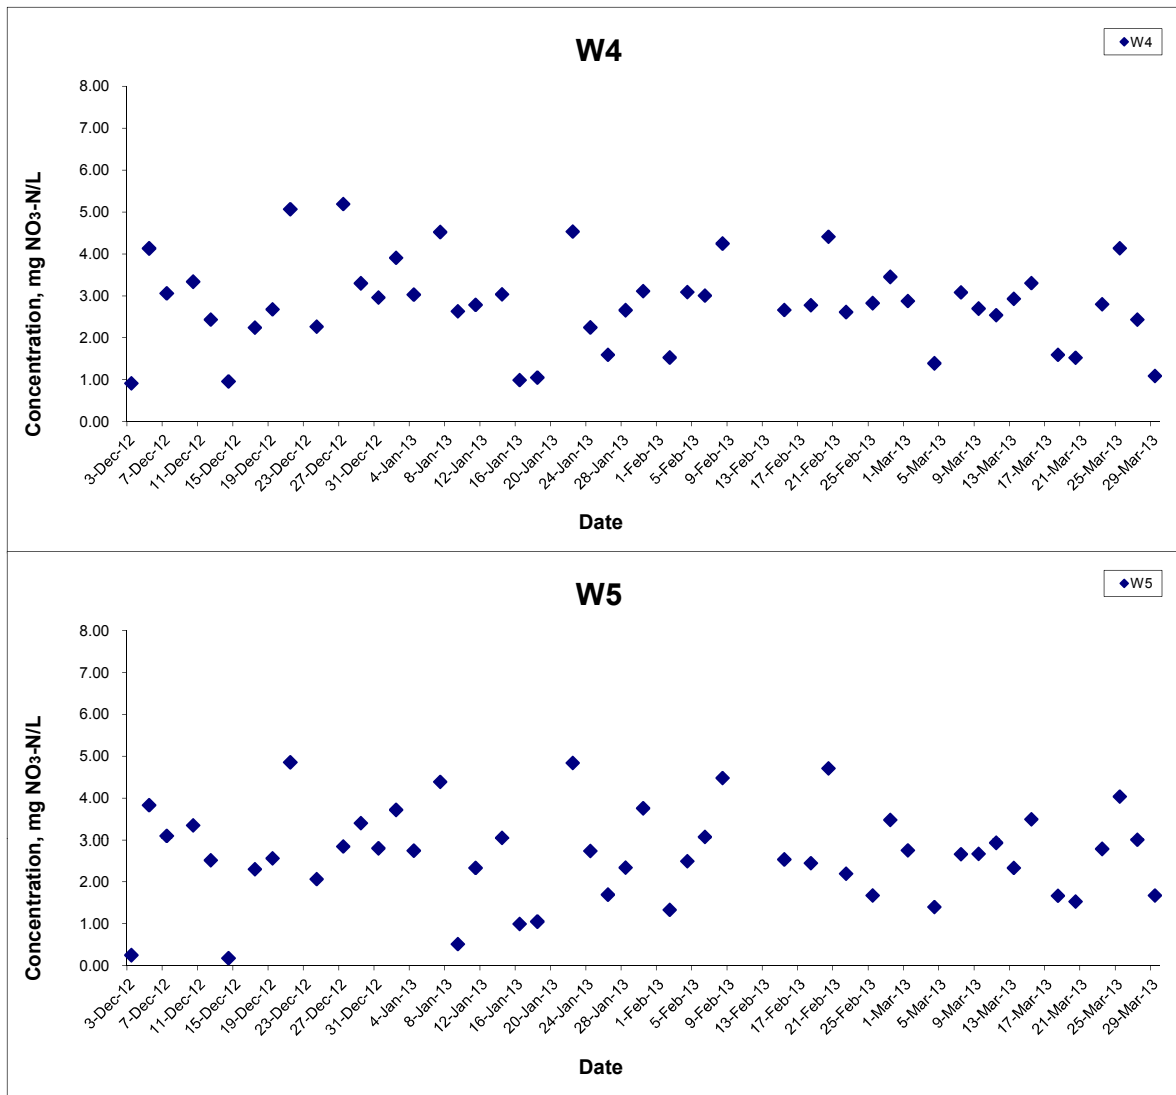 W4
W4
8.00
7.00
6.00
5.00
4.00
3.00
2.00
1.00
0.00
Concentration, mg NO₃-N/L
3-Dec-12
7-Dec-12
11-Dec-12
15-Dec-12
19-Dec-12
23-Dec-12
27-Dec-12
31-Dec-12
4-Jan-13
8-Jan-13
12-Jan-13
16-Jan-13
20-Jan-13
24-Jan-13
28-Jan-13
1-Feb-13
5-Feb-13
9-Feb-13
13-Feb-13
17-Feb-13
21-Feb-13
25-Feb-13
1-Mar-13
5-Mar-13
9-Mar-13
13-Mar-13
17-Mar-13
21-Mar-13
25-Mar-13
29-Mar-13
Date
W5
W5
8.00
7.00
6.00
5.00
4.00
3.00
2.00
1.00
0.00
Concentration, mg NO₃-N/L
3-Dec-12
7-Dec-12
11-Dec-12
15-Dec-12
19-Dec-12
23-Dec-12
27-Dec-12
31-Dec-12
4-Jan-13
8-Jan-13
12-Jan-13
16-Jan-13
20-Jan-13
24-Jan-13
28-Jan-13
1-Feb-13
5-Feb-13
9-Feb-13
13-Feb-13
17-Feb-13
21-Feb-13
25-Feb-13
1-Mar-13
5-Mar-13
9-Mar-13
13-Mar-13
17-Mar-13
21-Mar-13
25-Mar-13
29-Mar-13
Date